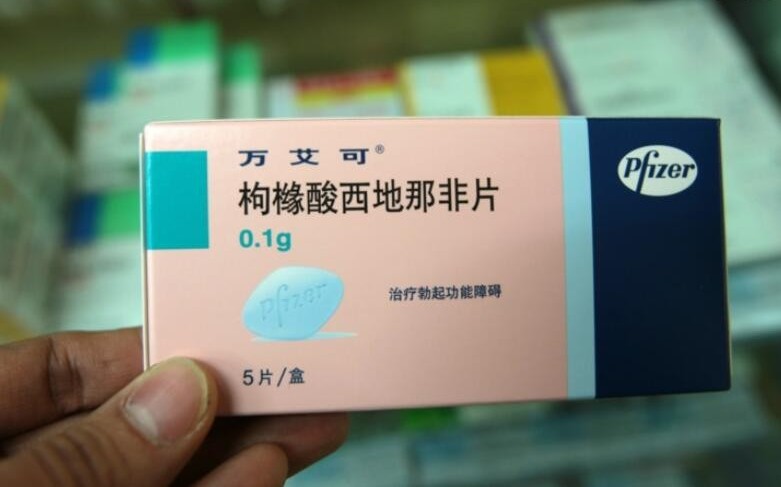 万艾可®
枸橼酸西地那非片
0.1g
Pfizer
Pfizer
治疗勃起功能障碍
5片/盒